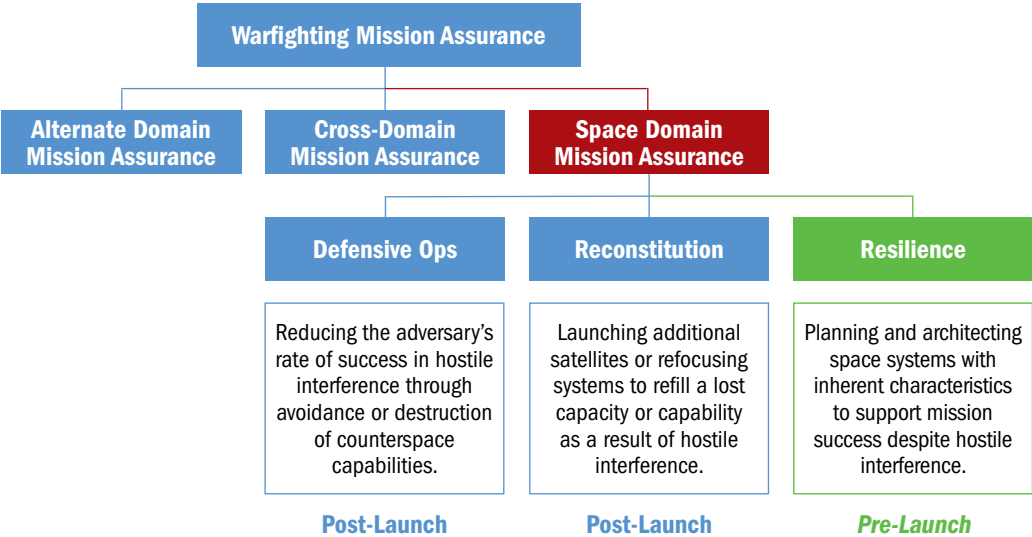 Warfighting Mission Assurance
Alternate Domain
Mission Assurance
Cross-Domain
Mission Assurance
Space Domain
Mission Assurance
Defensive Ops
Reconstitution
Resilience
Reducing the adversary’s
rate of success in hostile
interference through
avoidance or destruction
of counterspace
capabilities.
Launching additional
satellites or refocusing
systems to refill a lost
capacity or capability
as a result of hostile
interference.
Planning and architecting
space systems with
inherent characteristics
to support mission
success despite hostile
interference.
Post-Launch
Post-Launch
Pre-Launch